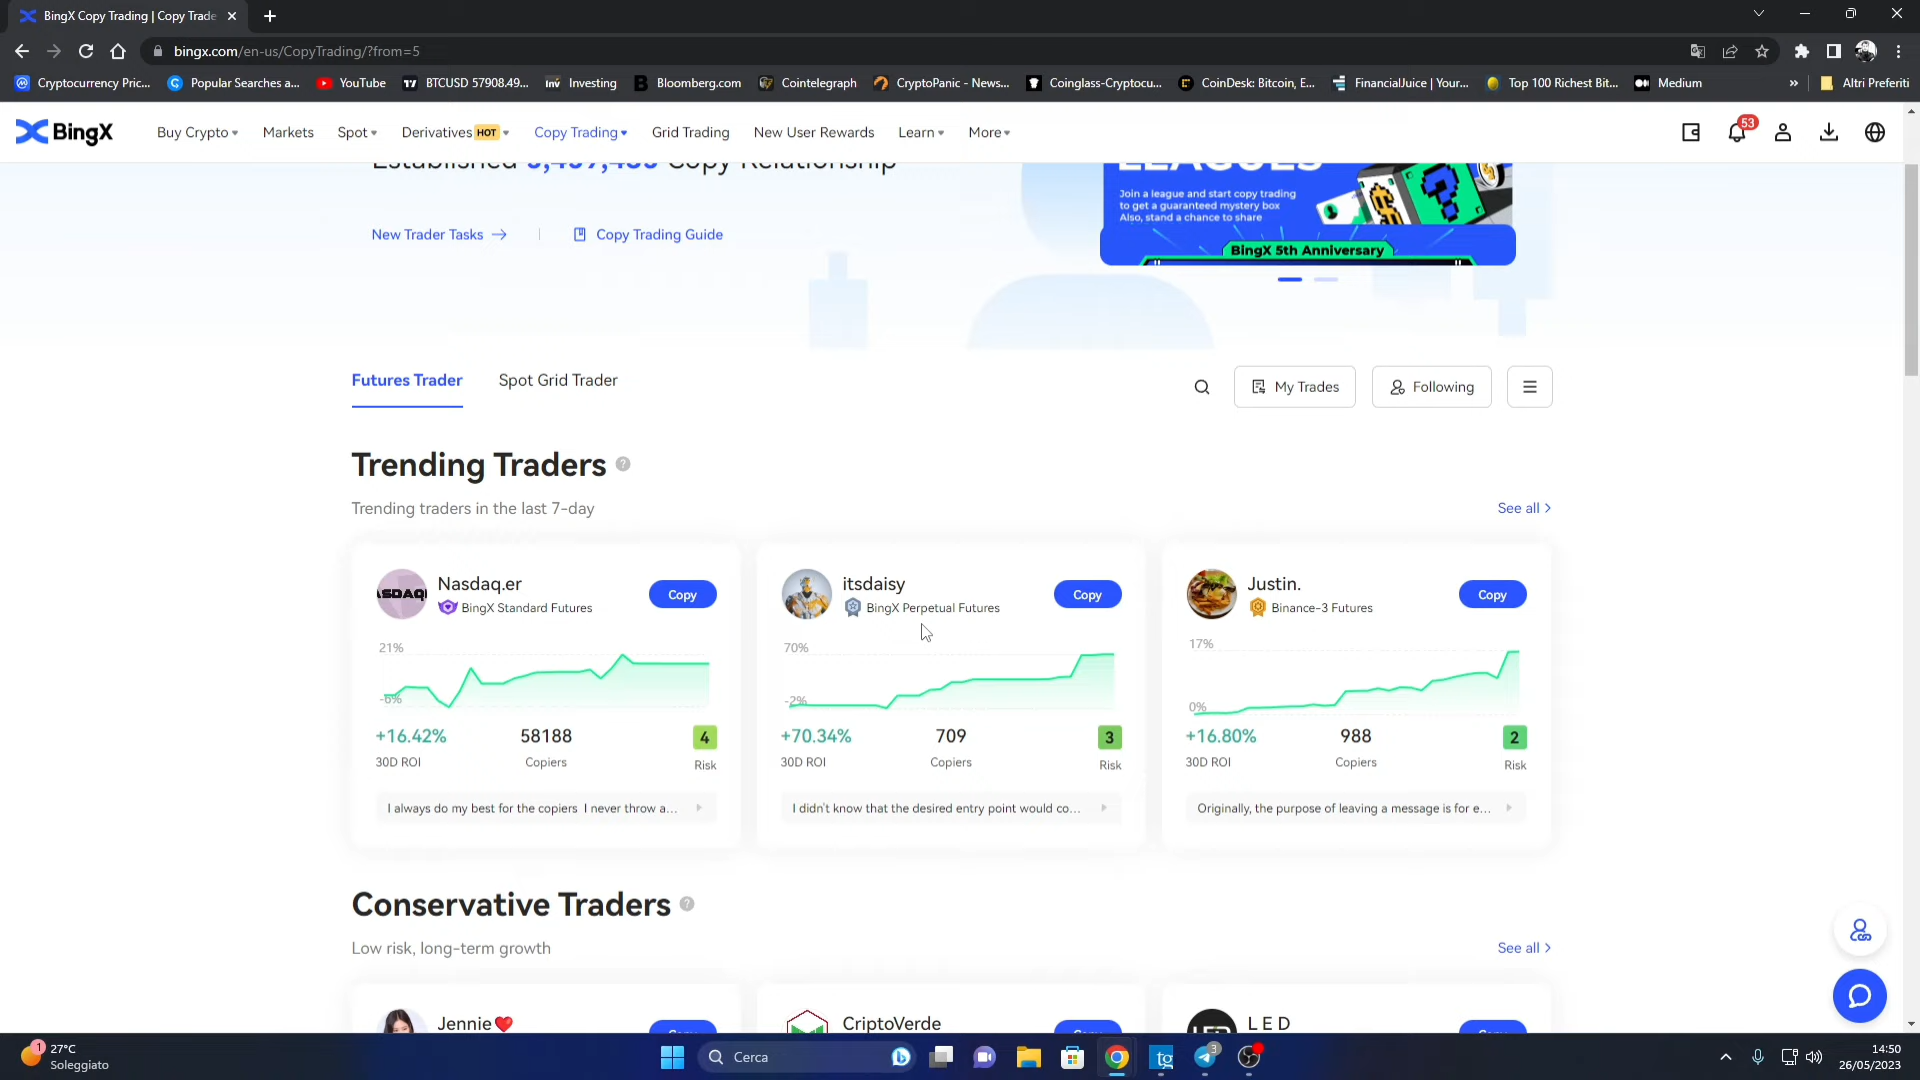 BingX Copy Trading | Copy Trade
bingx.com/en-us/CopyTrading/?from=5
Cryptocurrency Pric... Popular Searches a... YouTube BTCUSD 57908.49... Investing Bloomberg.com Cointelegraph CryptoPanic - News... Coinglass-Cryptocu... CoinDesk: Bitcoin, E... FinancialJuice | Your... Top 100 Richest Bit... Medium » Altri Preferiti
BingX Buy Crypto Markets Spot Derivatives HOT Copy Trading Grid Trading New User Rewards Learn More 53
Established Copy Relationship
LEAGUES
Join a league and start copy trading
to get a guaranteed mystery box
Also, stand a chance to share
New Trader Tasks → Copy Trading Guide
BingX 5th Anniversary
Futures Trader Spot Grid Trader My Trades Following
Trending Traders ?
Trending traders in the last 7-day See all >
Nasdaq.er
BingX Standard Futures
Copy
21%
-6%
+16.42% 58188 4
30D ROI Copiers Risk
I always do my best for the copiers I never throw a...
itsdaisy
BingX Perpetual Futures
Copy
70%
-2%
+70.34% 709 3
30D ROI Copiers Risk
I didn't know that the desired entry point would co...
Justin.
Binance-3 Futures
Copy
17%
0%
+16.80% 988 2
30D ROI Copiers Risk
Originally, the purpose of leaving a message is for e...
Conservative Traders ?
Low risk, long-term growth See all >
Jennie❤️
CriptoVerde
L E D
1 27°C
Soleggiato
Cerca
tg
3
14:50
26/05/2023